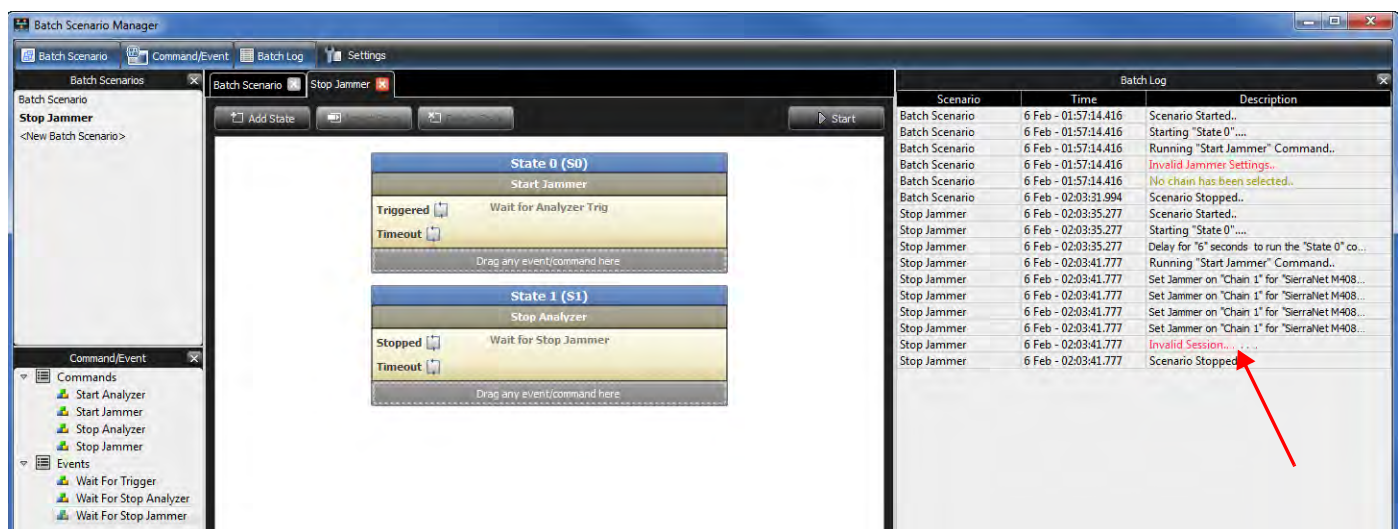 Batch Scenario Manager
Batch Scenario Command/Event Batch Log Settings
Batch Scenarios
Batch Scenario
Stop Jammer
<New Batch Scenario>
Command/Event
Commands
Start Analyzer
Start Jammer
Stop Analyzer
Stop Jammer
Events
Wait For Trigger
Wait For Stop Analyzer
Wait For Stop Jammer
Batch Scenario Stop Jammer
Add State Start
State 0 (S0)
Start Jammer
Triggered Wait for Analyzer Trig
Timeout
Drag any event/command here
State 1 (S1)
Stop Analyzer
Stopped Wait for Stop Jammer
Timeout
Drag any event/command here
Batch Log
Scenario Time Description
Batch Scenario 6 Feb - 01:57:14.416 Scenario Started..
Batch Scenario 6 Feb - 01:57:14.416 Starting "State 0"....
Batch Scenario 6 Feb - 01:57:14.416 Running "Start Jammer" Command..
Batch Scenario 6 Feb - 01:57:14.416 Invalid Jammer Settings..
Batch Scenario 6 Feb - 01:57:14.416 No chain has been selected..
Batch Scenario 6 Feb - 02:03:31.994 Scenario Stopped..
Stop Jammer 6 Feb - 02:03:35.277 Scenario Started..
Stop Jammer 6 Feb - 02:03:35.277 Starting "State 0"....
Stop Jammer 6 Feb - 02:03:35.277 Delay for "6" seconds to run the "State 0" co...
Stop Jammer 6 Feb - 02:03:41.777 Running "Start Jammer" Command..
Stop Jammer 6 Feb - 02:03:41.777 Set Jammer on "Chain 1" for "SierraNet M408...
Stop Jammer 6 Feb - 02:03:41.777 Set Jammer on "Chain 1" for "SierraNet M408...
Stop Jammer 6 Feb - 02:03:41.777 Set Jammer on "Chain 1" for "SierraNet M408...
Stop Jammer 6 Feb - 02:03:41.777 Set Jammer on "Chain 1" for "SierraNet M408...
Stop Jammer 6 Feb - 02:03:41.777 Invalid Session..
Stop Jammer 6 Feb - 02:03:41.777 Scenario Stopped